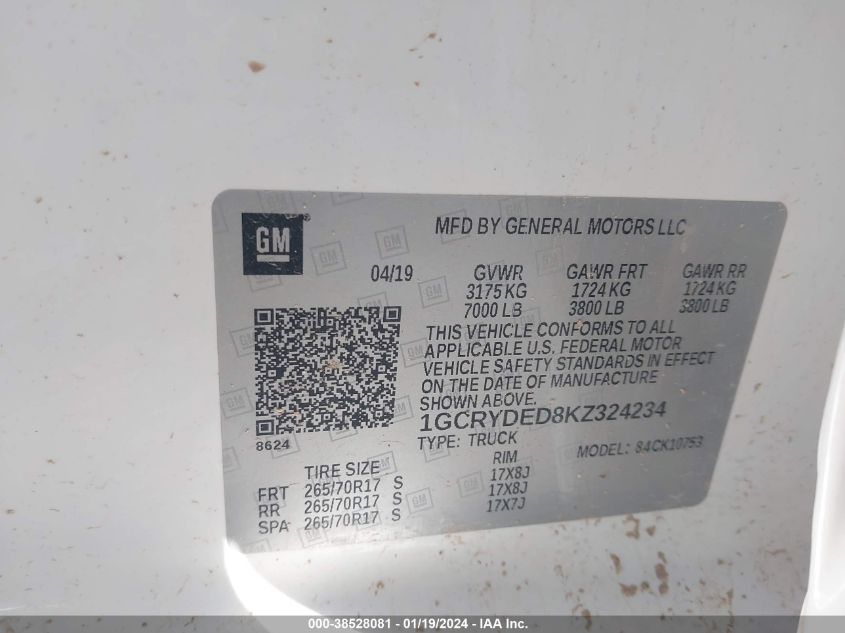 GM
MFD BY GENERAL MOTORS LLC
04/19 GVWR GAWR FRT GAWR RR
3175 KG 1724 KG 1724 KG
7000 LB 3800 LB 3800 LB
THIS VEHICLE CONFORMS TO ALL
APPLICABLE U.S. FEDERAL MOTOR
VEHICLE SAFETY STANDARDS IN EFFECT
ON THE DATE OF MANUFACTURE
SHOWN ABOVE.
1GCRYDED8KZ324234
8624
TYPE: TRUCK MODEL: 84CK10753
TIRE SIZE RIM
FRT 265/70R17 S 17X8J
RR 265/70R17 S 17X8J
SPA 265/70R17 S 17X7J
000-38528081 - 01/19/2024 - IAA Inc.